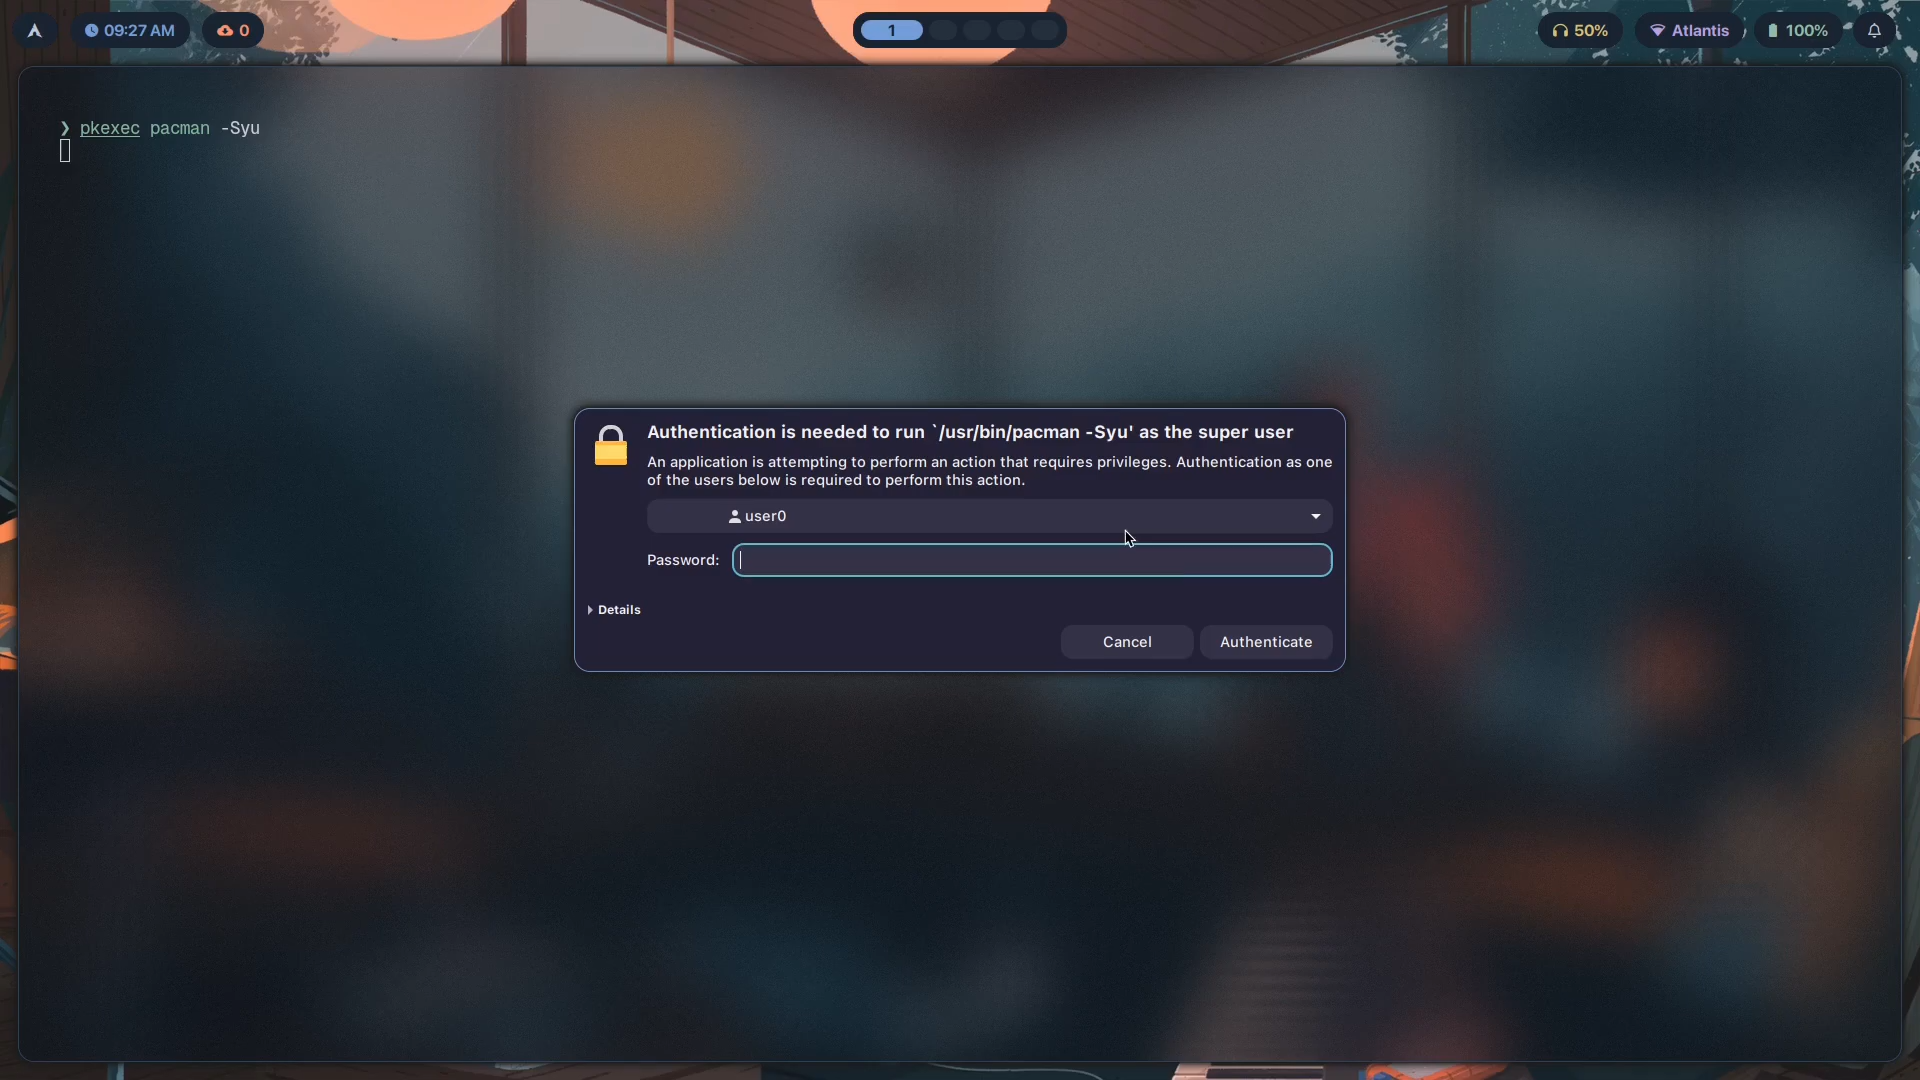 09:27 AM
0
1
50%
Atlantis
100%
❯ pkexec pacman -Syu
Authentication is needed to run `/usr/bin/pacman -Syu' as the super user
An application is attempting to perform an action that requires privileges. Authentication as one
of the users below is required to perform this action.
user0
Password:
Details
Cancel
Authenticate